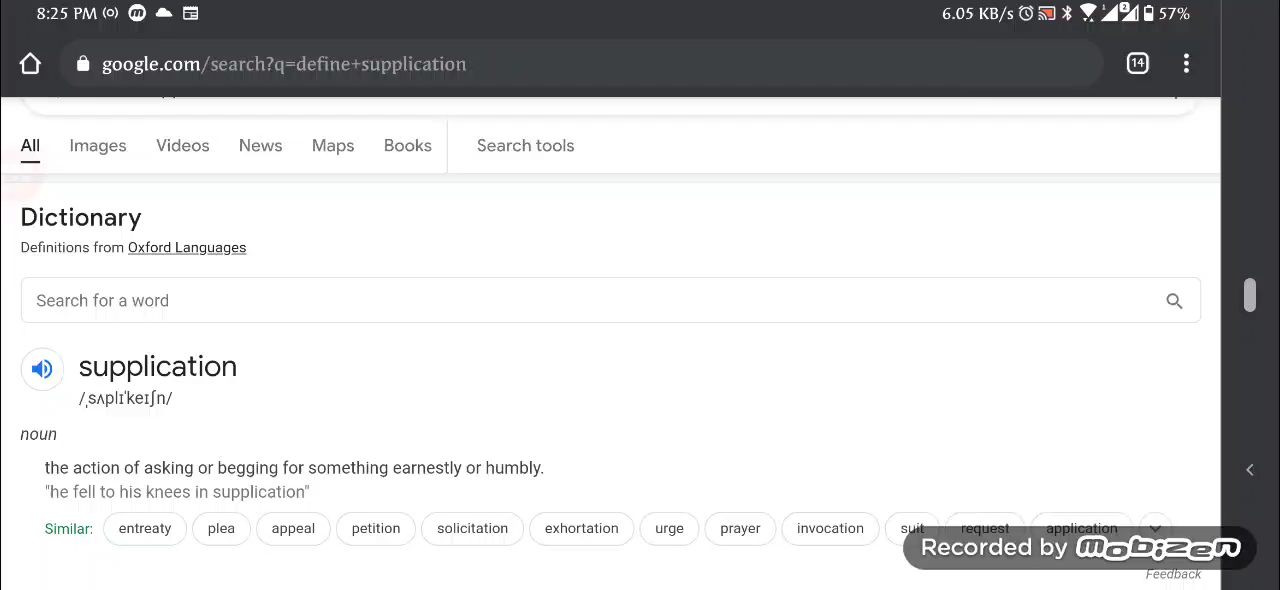 8:25 PM 6.05 KB/s 57%
google.com/search?q=define+supplication 14
All Images Videos News Maps Books Search tools
Dictionary
Definitions from Oxford Languages
Search for a word
supplication
/ˌsʌplɪˈkeɪʃn/
noun
the action of asking or begging for something earnestly or humbly.
"he fell to his knees in supplication"
Similar: entreaty plea appeal petition solicitation exhortation urge prayer invocation suit request application
Recorded by mobizen
Feedback